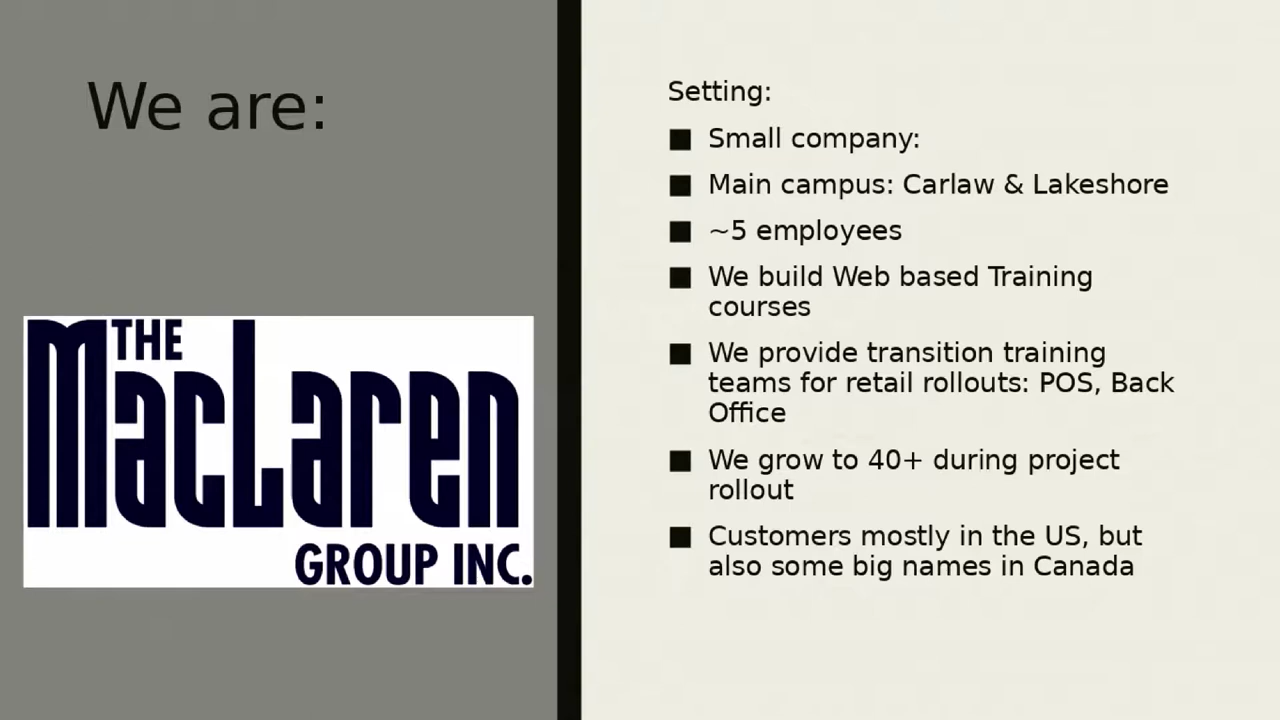 We are:
THE
MacLaren
GROUP INC.
Setting:
■ Small company:
■ Main campus: Carlaw & Lakeshore
■ ~5 employees
■ We build Web based Training
courses
■ We provide transition training
teams for retail rollouts: POS, Back
Office
■ We grow to 40+ during project
rollout
■ Customers mostly in the US, but
also some big names in Canada